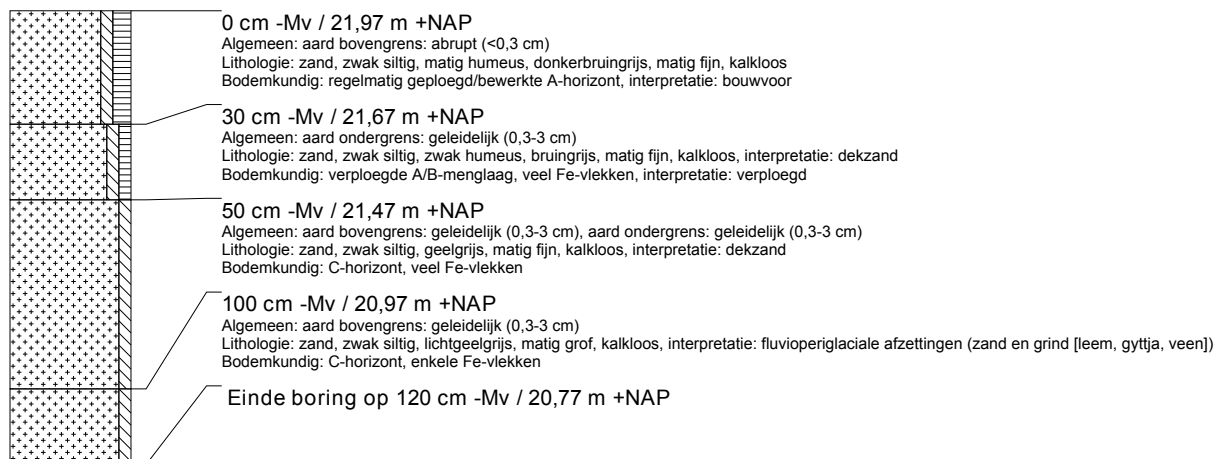 0 cm -Mv / 21,97 m +NAP
Algemeen: aard bovengrens: abrupt (<0,3 cm)
Lithologie: zand, zwak siltig, matig humeus, donkerbruingrijs, matig fijn, kalkloos
Bodemkundig: regelmatig geploegd/bewerkte A-horizont, interpretatie: bouwvoor
30 cm -Mv / 21,67 m +NAP
Algemeen: aard ondergrens: geleidelijk (0,3-3 cm)
Lithologie: zand, zwak siltig, zwak humeus, bruingrijs, matig fijn, kalkloos, interpretatie: dekzand
Bodemkundig: verploegde A/B-menglaag, veel Fe-vlekken, interpretatie: verploegd
50 cm -Mv / 21,47 m +NAP
Algemeen: aard bovengrens: geleidelijk (0,3-3 cm), aard ondergrens: geleidelijk (0,3-3 cm)
Lithologie: zand, zwak siltig, geelgrijs, matig fijn, kalkloos, interpretatie: dekzand
Bodemkundig: C-horizont, veel Fe-vlekken
100 cm -Mv / 20,97 m +NAP
Algemeen: aard bovengrens: geleidelijk (0,3-3 cm)
Lithologie: zand, zwak siltig, lichtgeelgrijs, matig grof, kalkloos, interpretatie: fluvioperiglaciale afzettingen (zand en grind [leem, gyttja, veen])
Bodemkundig: C-horizont, enkele Fe-vlekken
Einde boring op 120 cm -Mv / 20,77 m +NAP